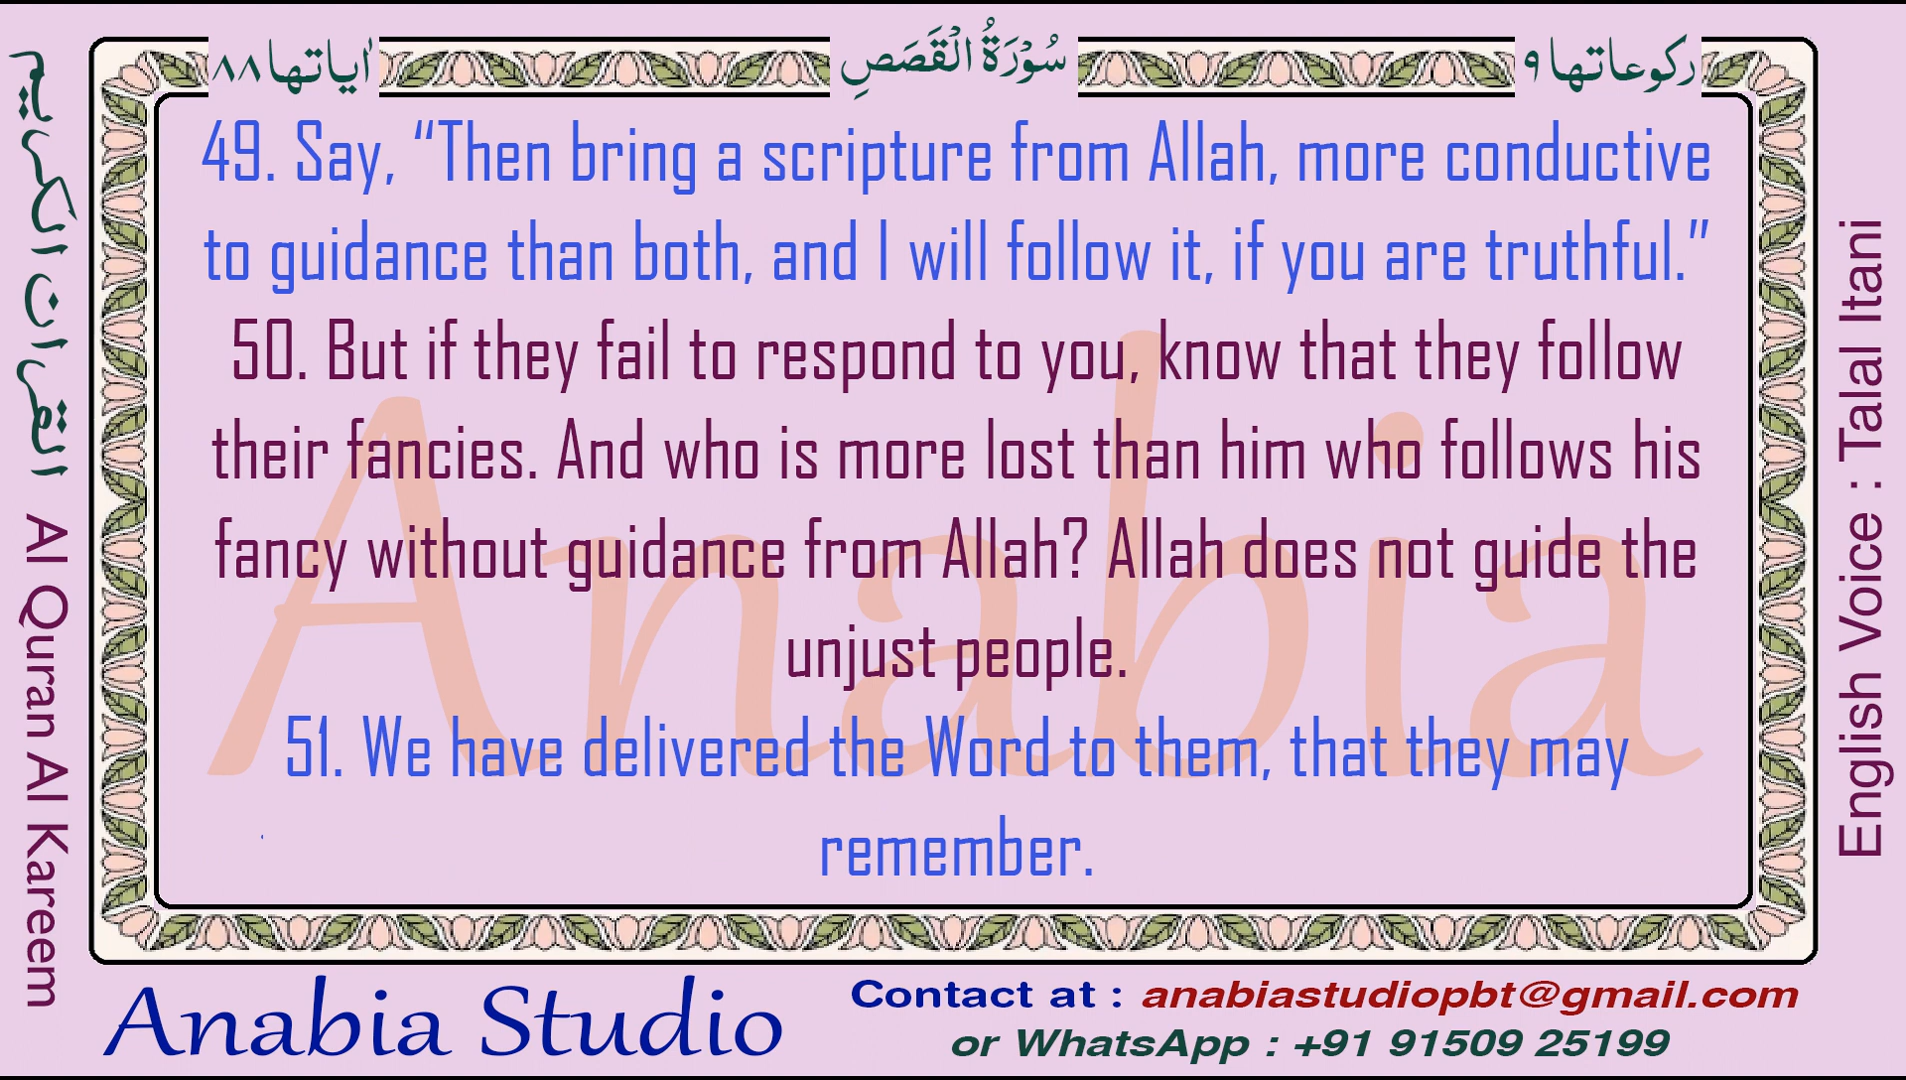 اٰیاتها ۸۸
سُوْرَةُ الْقَصَصِ
رکوعاتها ۹
49. Say, “Then bring a scripture from Allah, more conductive
to guidance than both, and I will follow it, if you are truthful.”
50. But if they fail to respond to you, know that they follow
their fancies. And who is more lost than him who follows his
fancy without guidance from Allah? Allah does not guide the
unjust people.
51. We have delivered the Word to them, that they may
remember.
Anabia
القران الكريم
Al Quran Al Kareem
English Voice : Talal Itani
Anabia Studio
Contact at : anabiastudiopbt@gmail.com
or WhatsApp : +91 91509 25199